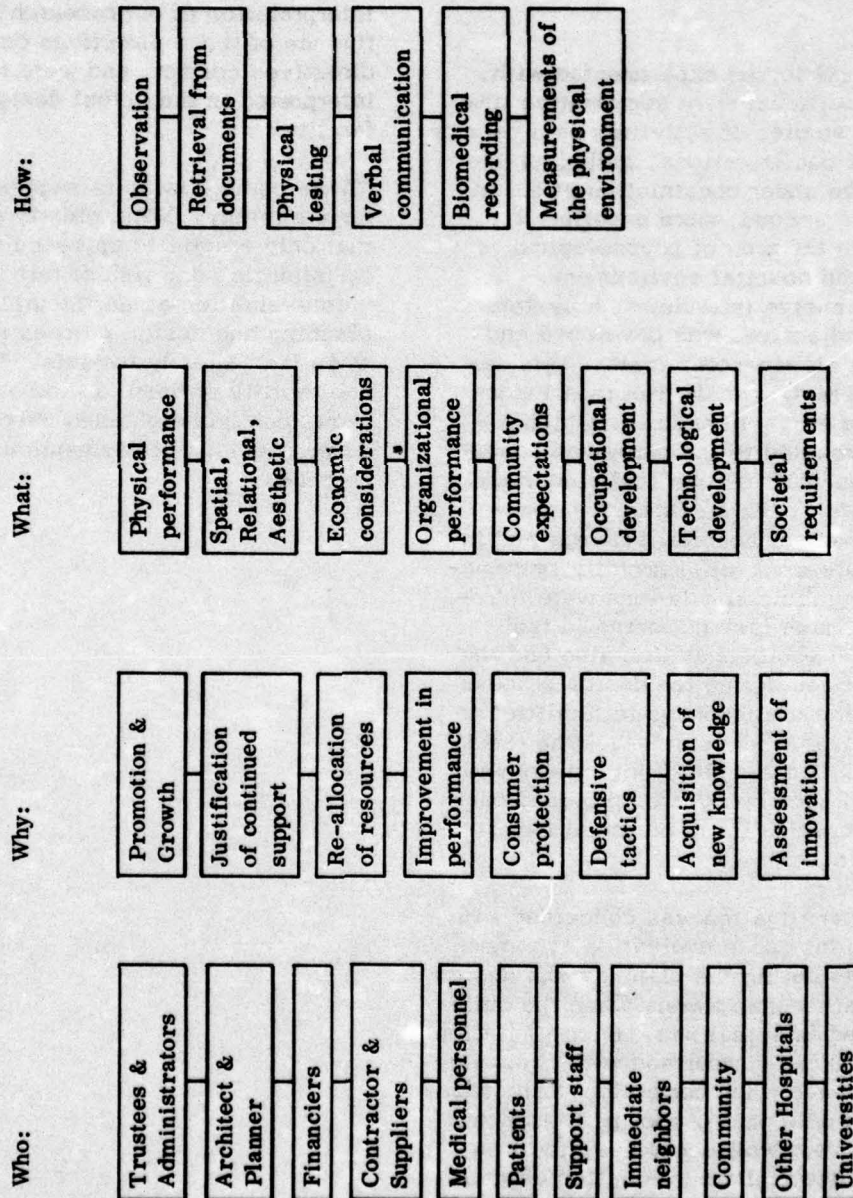 Who:
Trustees &
Administrators
Architect &
Planner
Financiers
Contractor &
Suppliers
Medical personnel
Patients
Support staff
Immediate
neighbors
Community
Other Hospitals
Universities
Why:
Promotion &
Growth
Justification
of continued
support
Re-allocation
of resources
Improvement in
performance
Consumer
protection
Defensive
tactics
Acquisition of
new knowledge
Assessment of
innovation
What:
Physical
performance
Spatial,
Relational,
Aesthetic
Economic
considerations
Organizational
performance
Community
expectations
Occupational
development
Technological
development
Societal
requirements
How:
Observation
Retrieval from
documents
Physical
testing
Verbal
communication
Biomedical
recording
Measurements of
the physical
environment